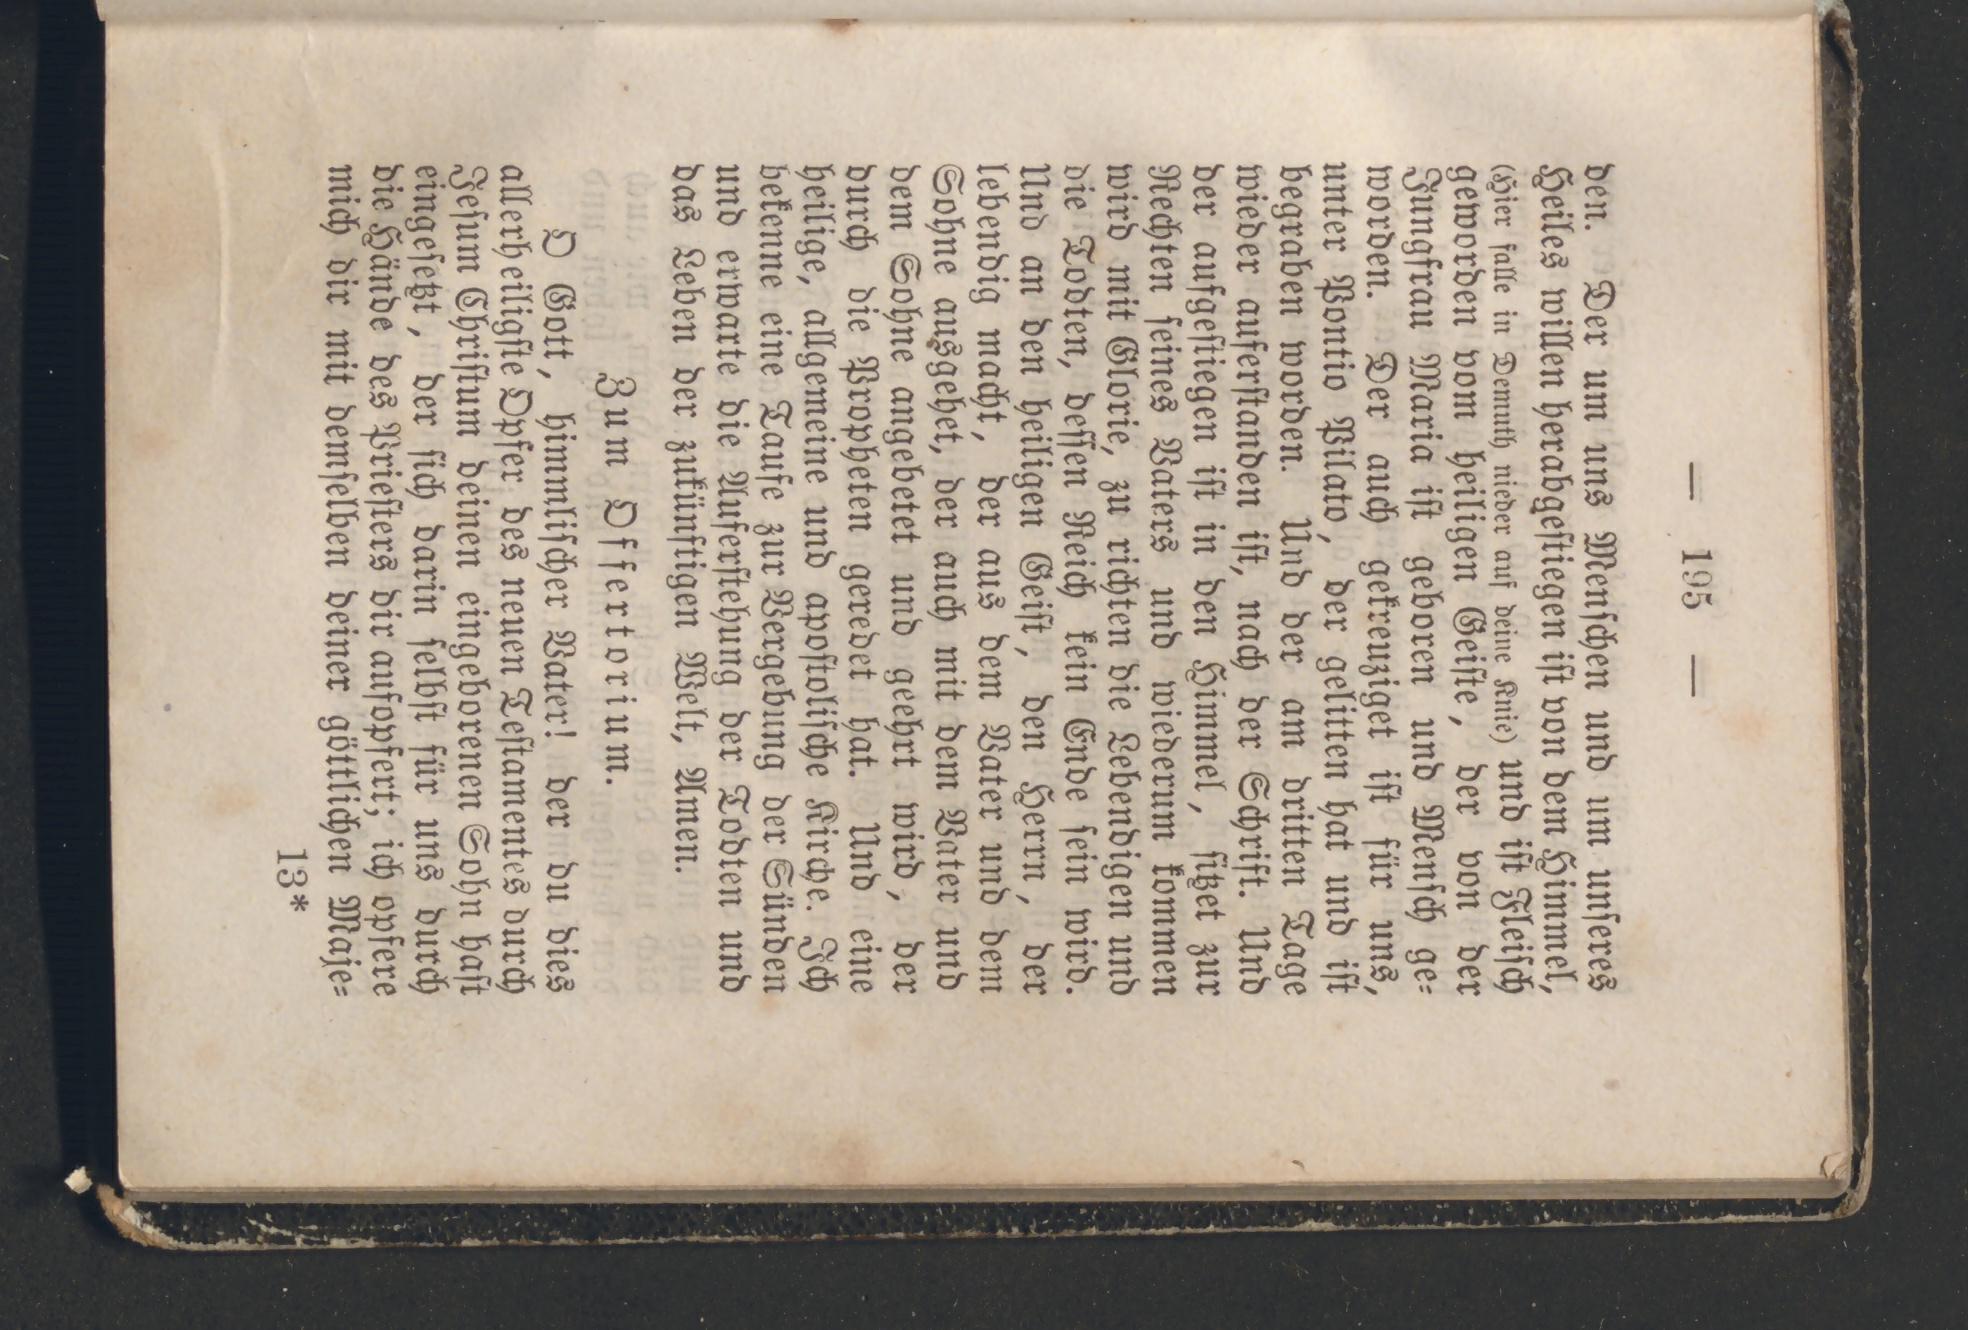 — 195 —
den. Der um uns Menſchen und um unſeres
Heiles willen herabgeſtiegen iſt von dem Himmel,
(Hier falle in Demuth nieder auf deine Knie) und iſt Fleiſch
geworden vom heiligen Geiſte, der von der
Jungfrau Maria iſt geboren und Menſch ge=
worden. Der auch gekreuziget iſt für uns,
unter Pontio Pilato, der gelitten hat und iſt
begraben worden. Und der am dritten Tage
wieder auferſtanden iſt, nach der Schrift. Und
der aufgeſtiegen iſt in den Himmel, ſitzet zur
Rechten ſeines Vaters und wiederum kommen
wird mit Glorie, zu richten die Lebendigen und
die Todten, deſſen Reich kein Ende ſein wird.
Und an den heiligen Geiſt, den Herrn, der
lebendig macht, der aus dem Vater und dem
Sohne ausgehet, der auch mit dem Vater und
dem Sohne angebetet und geehrt wird, der
durch die Propheten geredet hat. Und eine
heilige, allgemeine und apoſtoliſche Kirche. Ich
bekenne eine Taufe zur Vergebung der Sünden
und erwarte die Auferſtehung der Todten und
das Leben der zukünftigen Welt, Amen.
Zum Offertorium.
O Gott, himmliſcher Vater! der du dies
allerheiligſte Opfer des neuen Teſtamentes durch
Jeſum Chriſtum deinen eingeborenen Sohn haſt
eingeſetzt, der ſich darin ſelbſt für uns durch
die Hände des Prieſters dir aufopfert; ich opfere
mich dir mit demſelben deiner göttlichen Maje=
13*